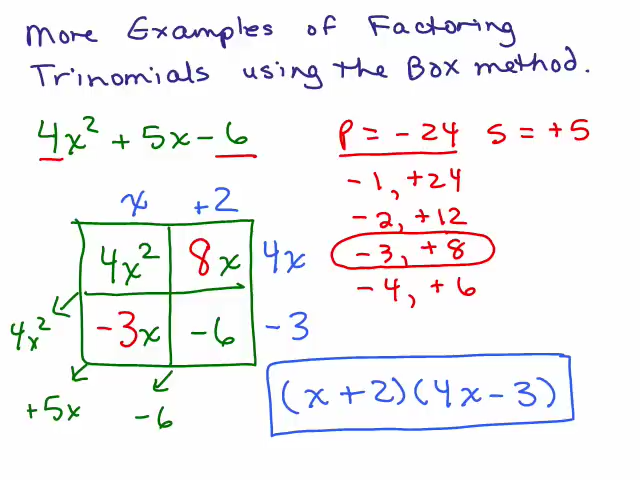 More Examples of Factoring
Trinomials using the Box method.
4x² + 5x - 6
P = -24 S = +5
-1, +24
-2, +12
-3, +8
-4, +6
x +2
4x² 8x 4x
-3x -6 -3
4x²
+5x -6
(x + 2)(4x - 3)